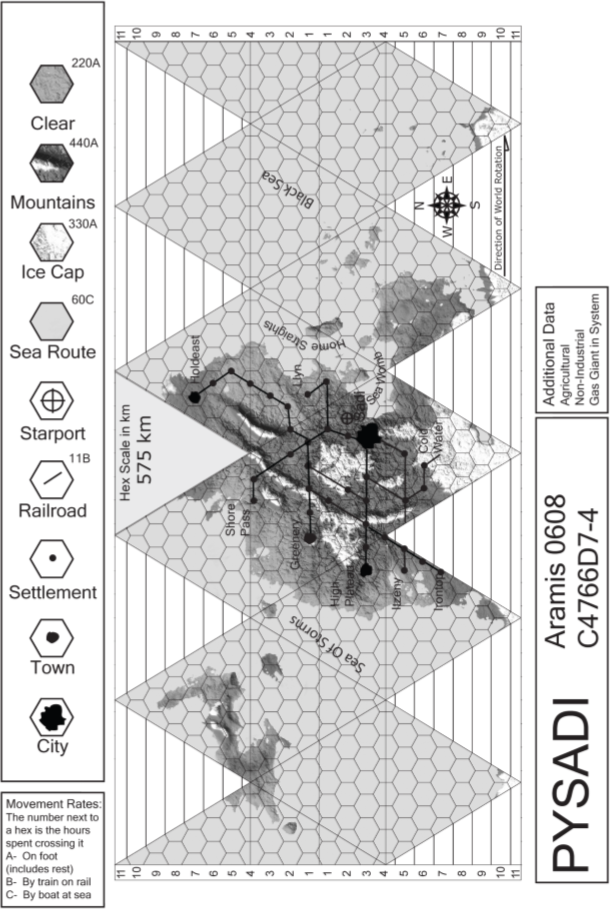 220A
Clear
440A
Mountains
330A
Ice Cap
60C
Sea Route
Starport
11B
Railroad
Settlement
Town
City
Movement Rates:
The number next to
a hex is the hours
spent crossing it
A- On foot
(includes rest)
B- By train on rail
C- By boat at sea
11 10 9 8 7 6 5 4 3 2 1 1 2 3 4 5 6 7 8 9 10 11
Hex Scale in km
575 km
Black Sea
N
W E
S
Direction of World Rotation
Home Straights
Holdeast
Llyn
Sea Womb
Cold
Water
Shore
Pass
Greenery
High
Plateau
Itzeny
Irontop
Sea Of Storms
11 10 9 8 7 6 5 4 3 2 1 1 2 3 4 5 6 7 8 9 10 11
PYSADI
Aramis 0608
C4766D7-4
Additional Data
Agricultural
Non-Industrial
Gas Giant in System